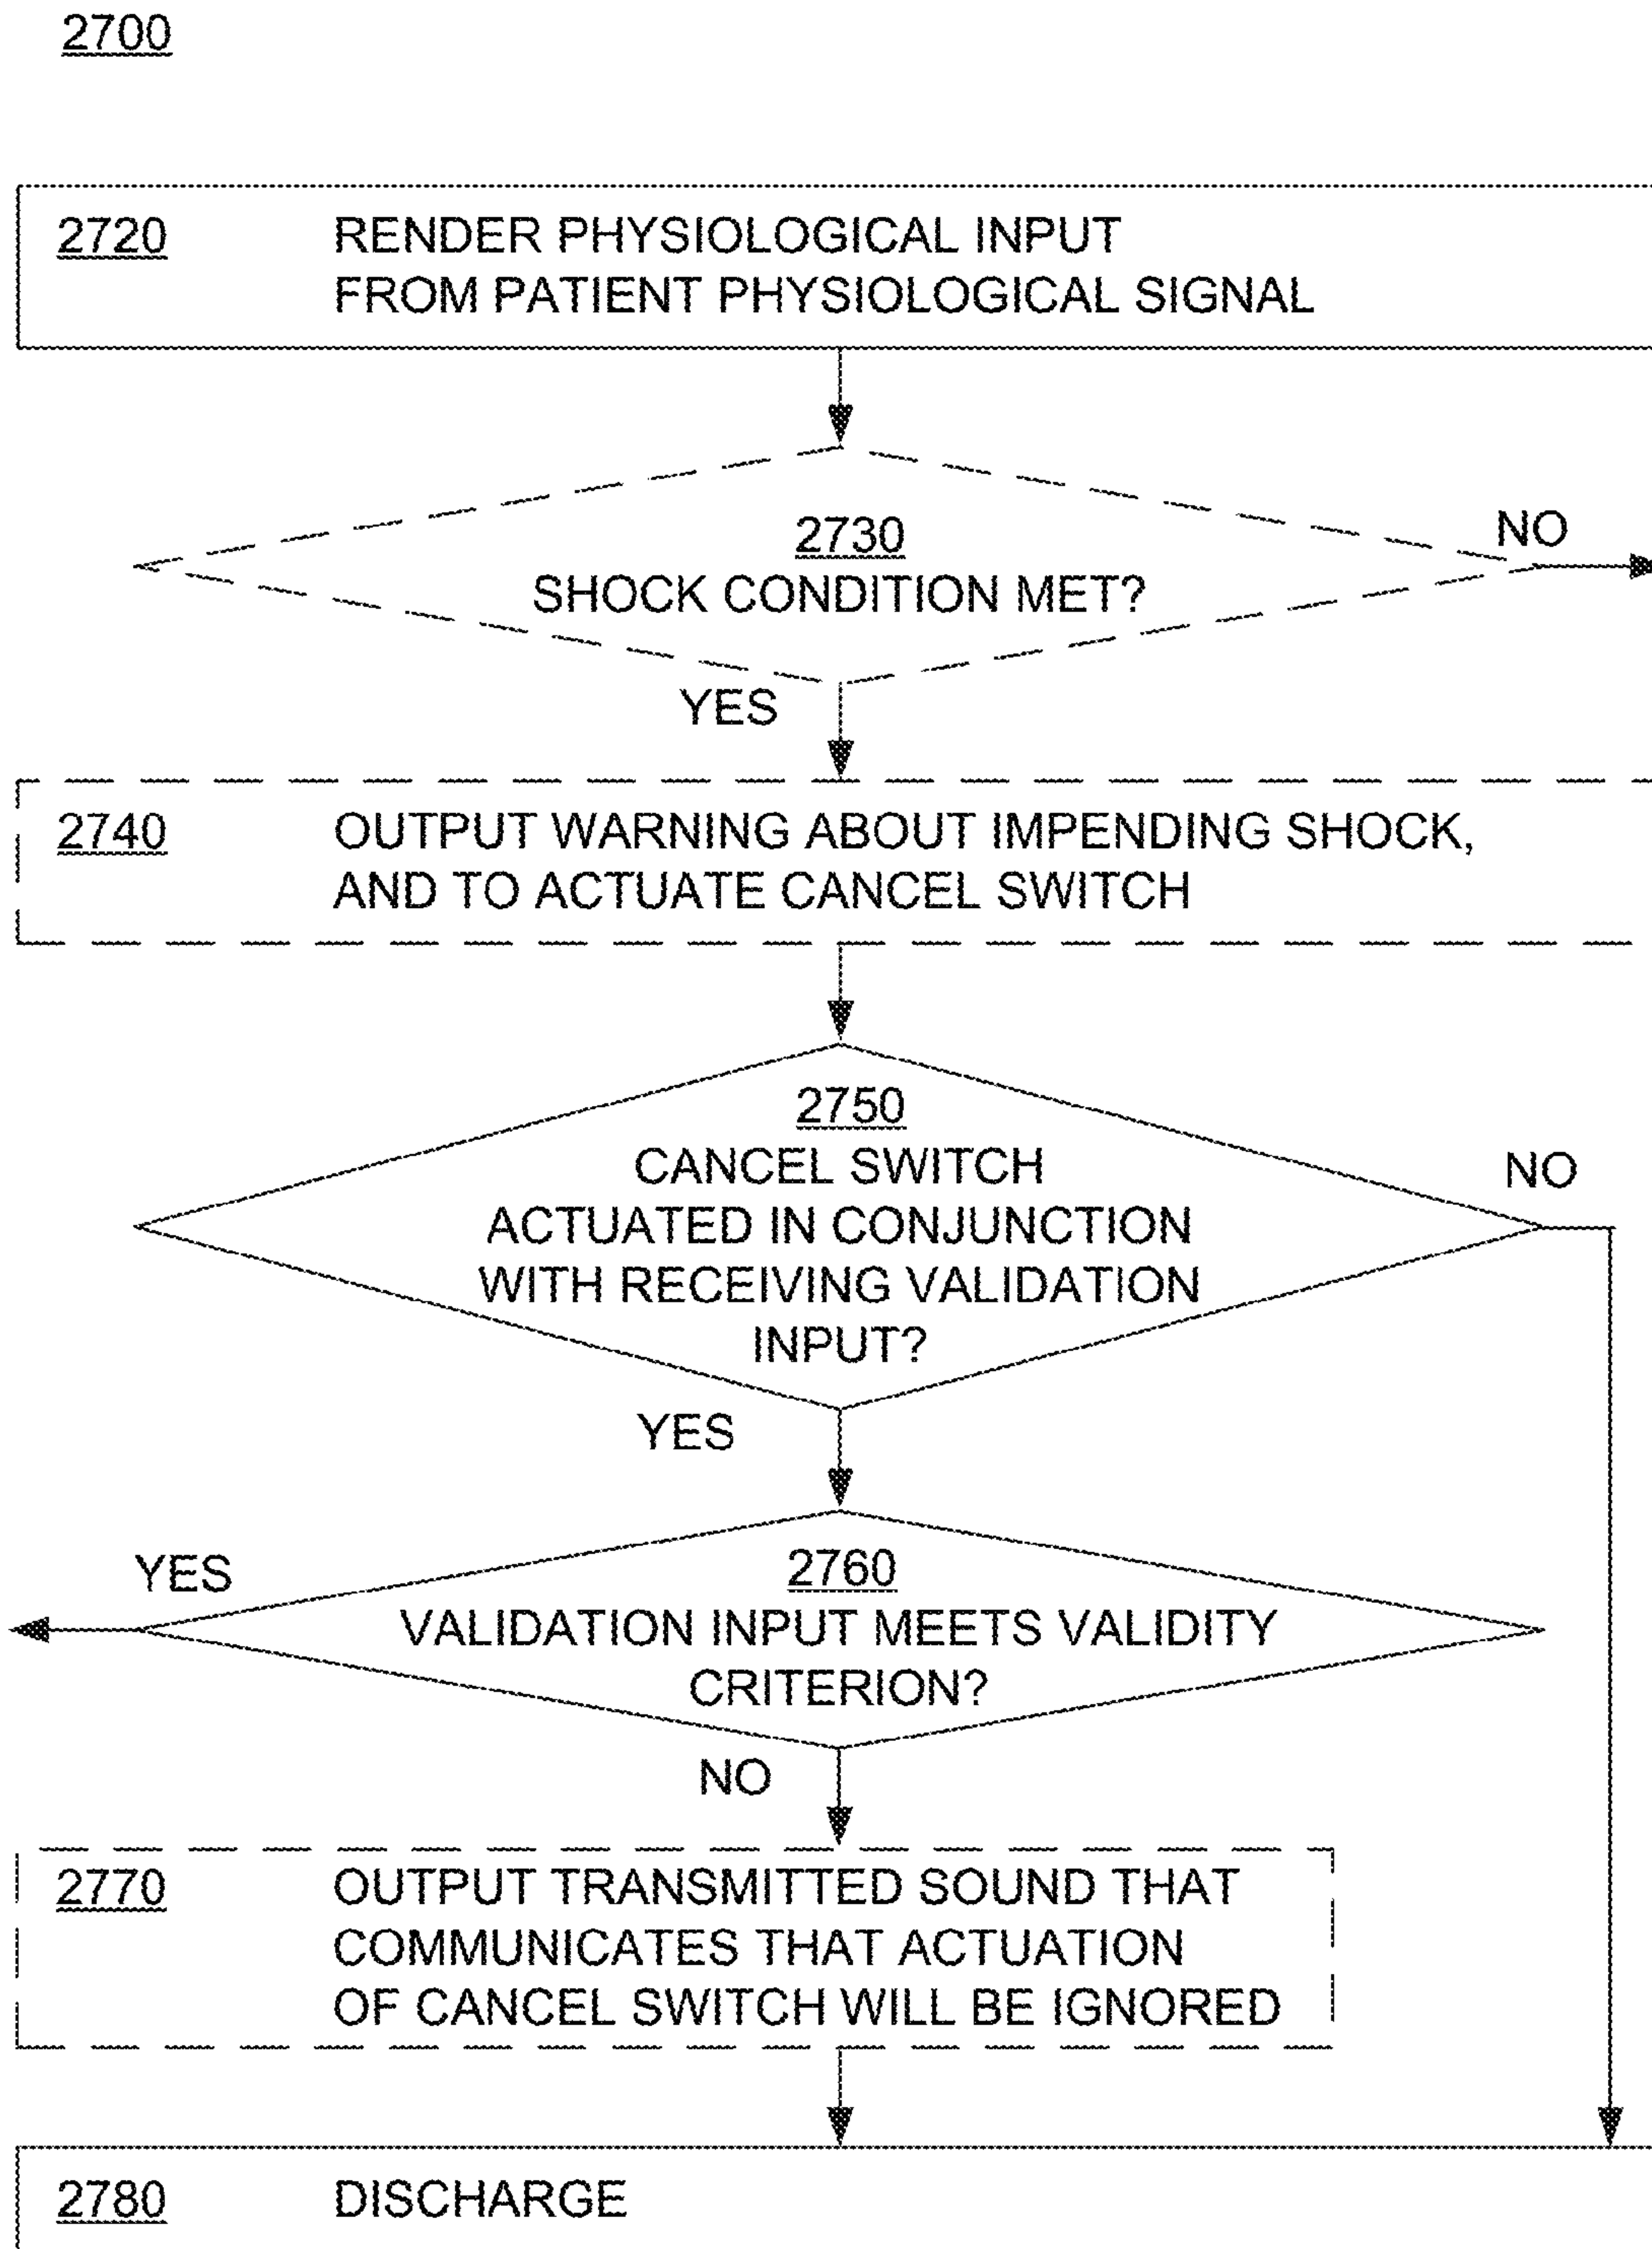 2700
2720 RENDER PHYSIOLOGICAL INPUT
FROM PATIENT PHYSIOLOGICAL SIGNAL
2730
NO
SHOCK CONDITION MET?
YES
2740 OUTPUT WARNING ABOUT IMPENDING SHOCK,
AND TO ACTUATE CANCEL SWITCH
2750
CANCEL SWITCH
NO
ACTUATED IN CONJUNCTION
WITH RECEIVING VALIDATION
INPUT?
YES
2760
YES
VALIDATION INPUT MEETS VALIDITY
CRITERION?
NO
2770 OUTPUT TRANSMITTED SOUND THAT
COMMUNICATES THAT ACTUATION
OF CANCEL SWITCH WILL BE IGNORED
2780 DISCHARGE